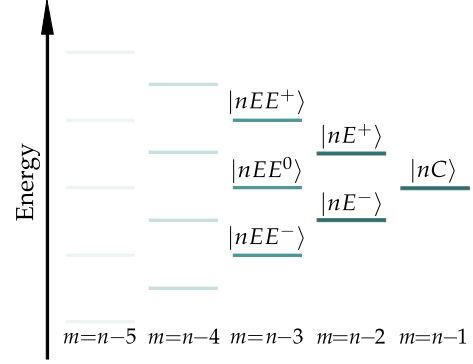 Energy
|nEE⁺⟩
|nE⁺⟩
|nEE⁰⟩
|nC⟩
|nE⁻⟩
|nEE⁻⟩
m=n−5 m=n−4 m=n−3 m=n−2 m=n−1